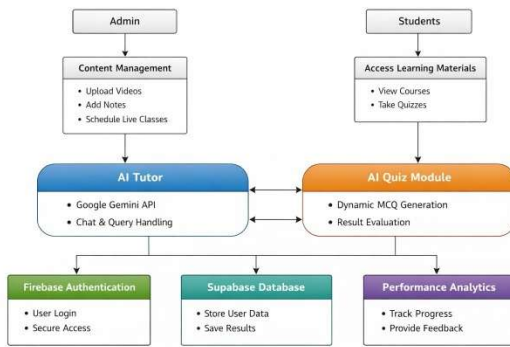 Admin
Students
Content Management
• Upload Videos
• Add Notes
• Schedule Live Classes
Access Learning Materials
• View Courses
• Take Quizzes
AI Tutor
• Google Gemini API
• Chat & Query Handling
AI Quiz Module
• Dynamic MCQ Generation
• Result Evaluation
Firebase Authentication
• User Login
• Secure Access
Supabase Database
• Store User Data
• Save Results
Performance Analytics
• Track Progress
• Provide Feedback